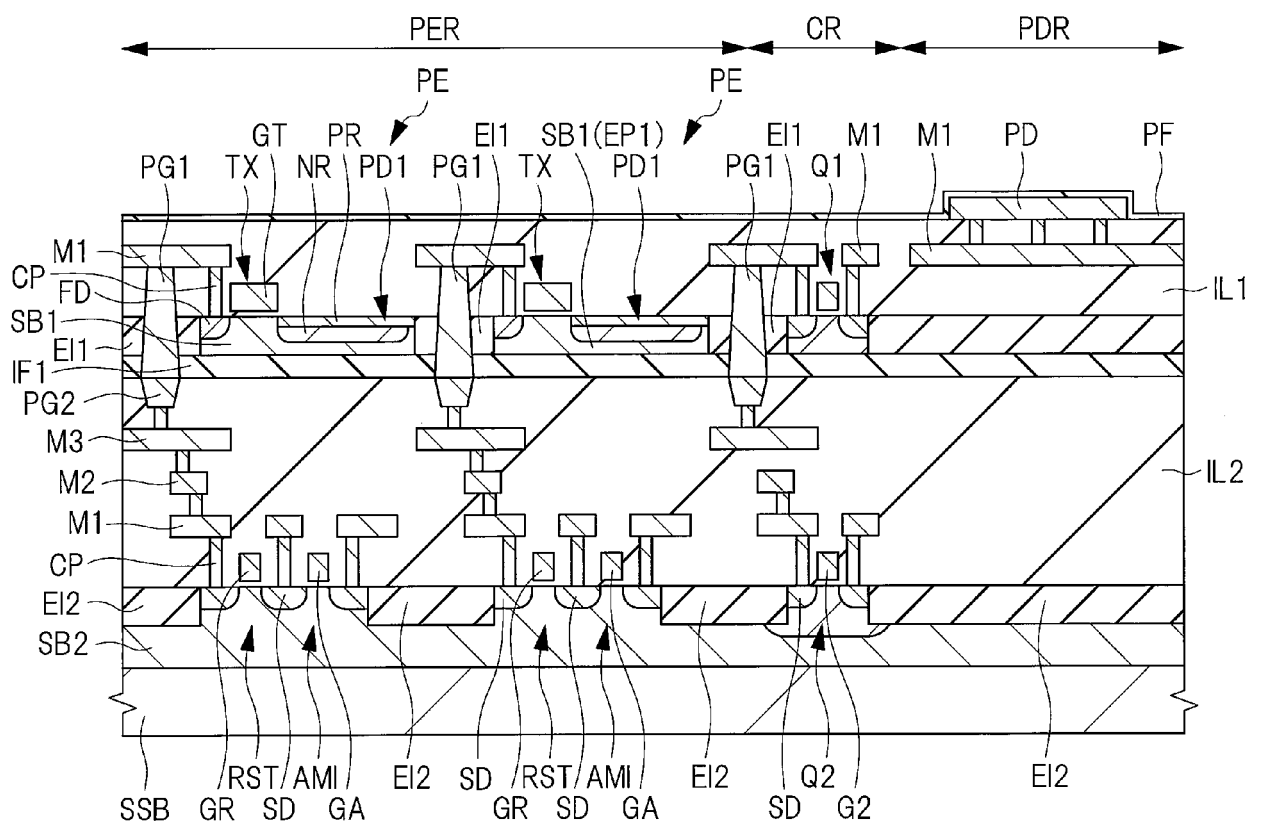 PER CR PDR
PE PE
GT PR EI1 SB1(EP1) EI1 M1 M1 PD PF
PG1 TX NR PD1 PG1 TX PD1 PG1 Q1
M1
CP
FD
SB1
EI1
IF1
PG2
M3
M2
M1
CP
EI2
SB2
IL1
IL2
RST AMI EI2 SD RST AMI EI2 Q2 EI2
SSB GR SD GA GR SD GA SD G2